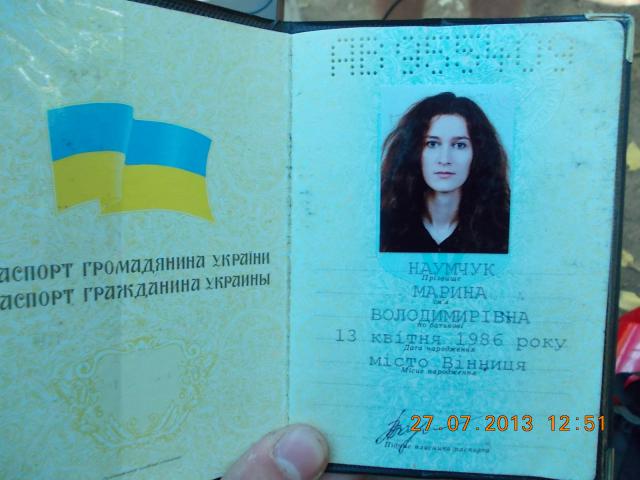 АСПОРТ ГРОМАДЯНИНА УКРАЇНИ
АСПОРТ ГРАЖДАНИНА УКРАИНЫ
НАУМЧУК
Прізвище
МАРИНА
Ім'я
ВОЛОДИМИРІВНА
По батькові
13 квітня 1986 року
Дата народження
місто Вінниця
Місце народження
27.07.2013 12:51
Підпис власника паспорта